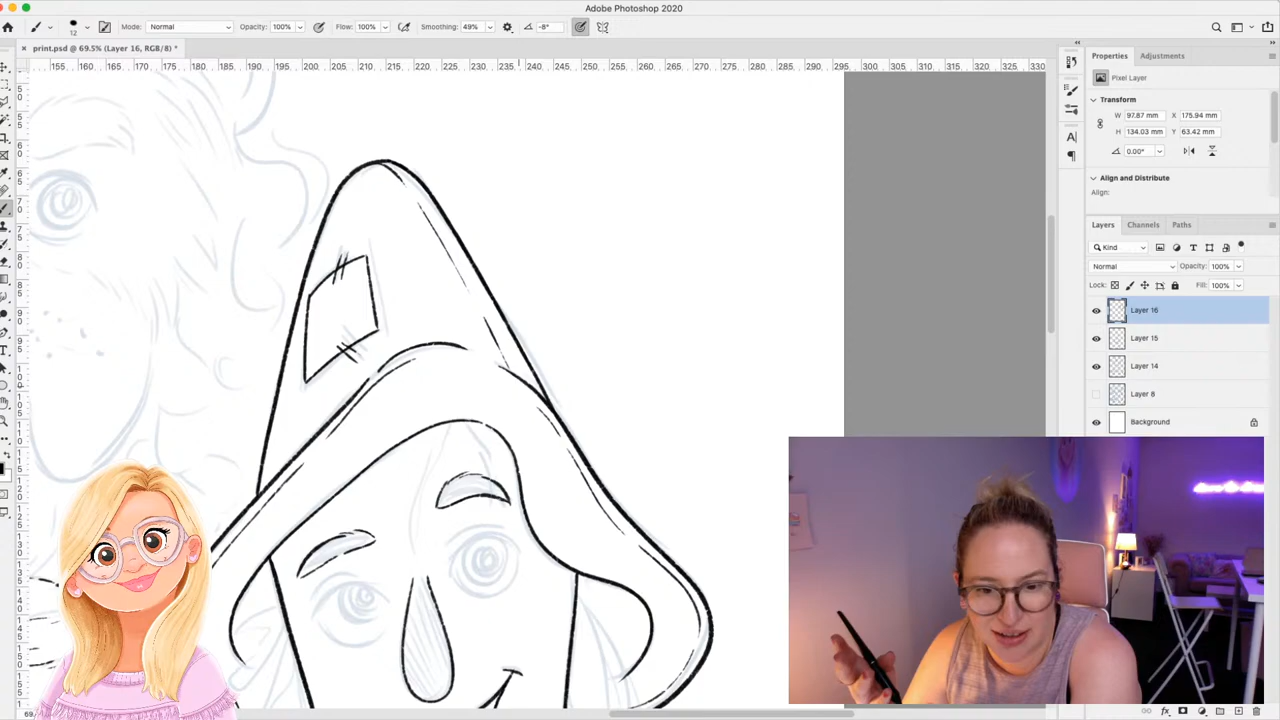 Adobe Photoshop 2020
Mode: Normal Opacity: 100% Flow: 100% Smoothing: 49% -8°
12
× print.psd @ 69.5% (Layer 16, RGB/8) *
155 160 165 170 175 180 185 190 195 200 205 210 215 220 225 230 235 240 245 250 255 260 265 270 275 280 285 290 295 300 305 310 315 320 325 330
Properties Adjustments
Pixel Layer
Transform
W 97.87 mm X 175.94 mm
H 134.03 mm Y 63.42 mm
0.00°
Align and Distribute
Align:
Layers Channels Paths
Kind
Normal Opacity: 100%
Lock: Fill: 100%
Layer 16
Layer 15
Layer 14
Layer 8
Background